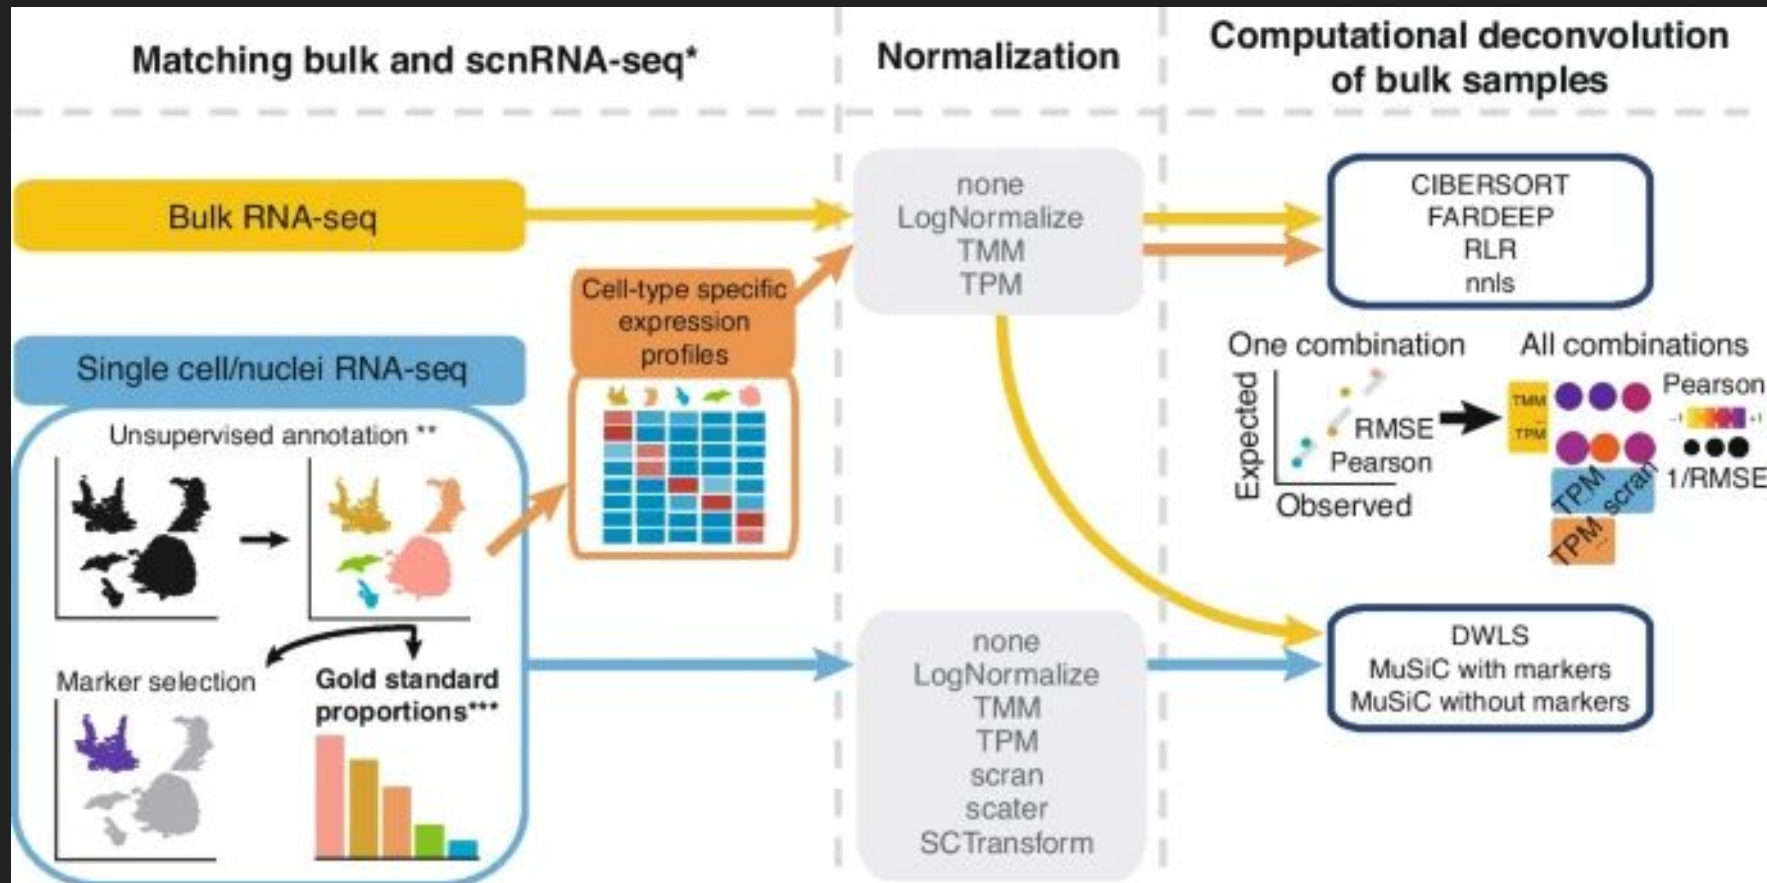 Matching bulk and scnRNA-seq*
Normalization
Computational deconvolution
of bulk samples
Bulk RNA-seq
none
LogNormalize
TMM
TPM
CIBERSORT
FARDEEP
RLR
nnls
Cell-type specific
expression
profiles
Single cell/nuclei RNA-seq
Unsupervised annotation **
Marker selection
Gold standard
proportions***
One combination
Expected
RMSE
Pearson
Observed
All combinations
TMM
...
TPM
Pearson
-1
+1
1/RMSE
TPM
...
scran
TPM
...
none
LogNormalize
TMM
TPM
scran
scater
SCTransform
DWLS
MuSiC with markers
MuSiC without markers